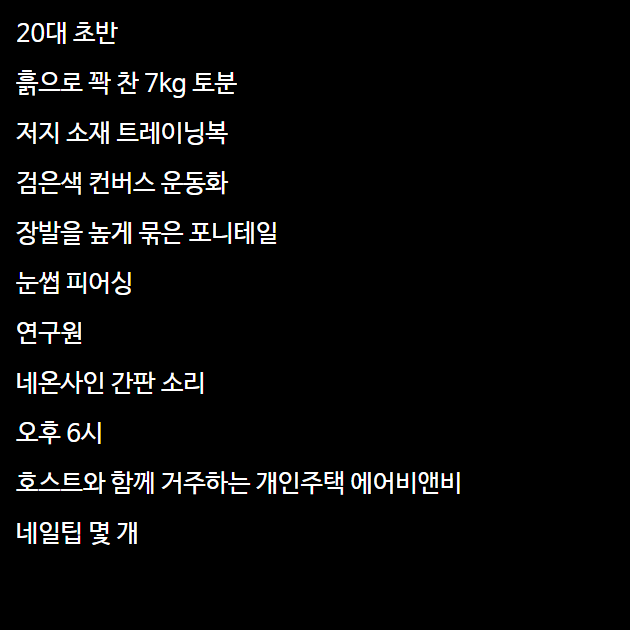 20대 초반
흙으로 꽉 찬 7kg 토분
저지 소재 트레이닝복
검은색 컨버스 운동화
장발을 높게 묶은 포니테일
눈썹 피어싱
연구원
네온사인 간판 소리
오후 6시
호스트와 함께 거주하는 개인주택 에어비앤비
네일팁 몇 개